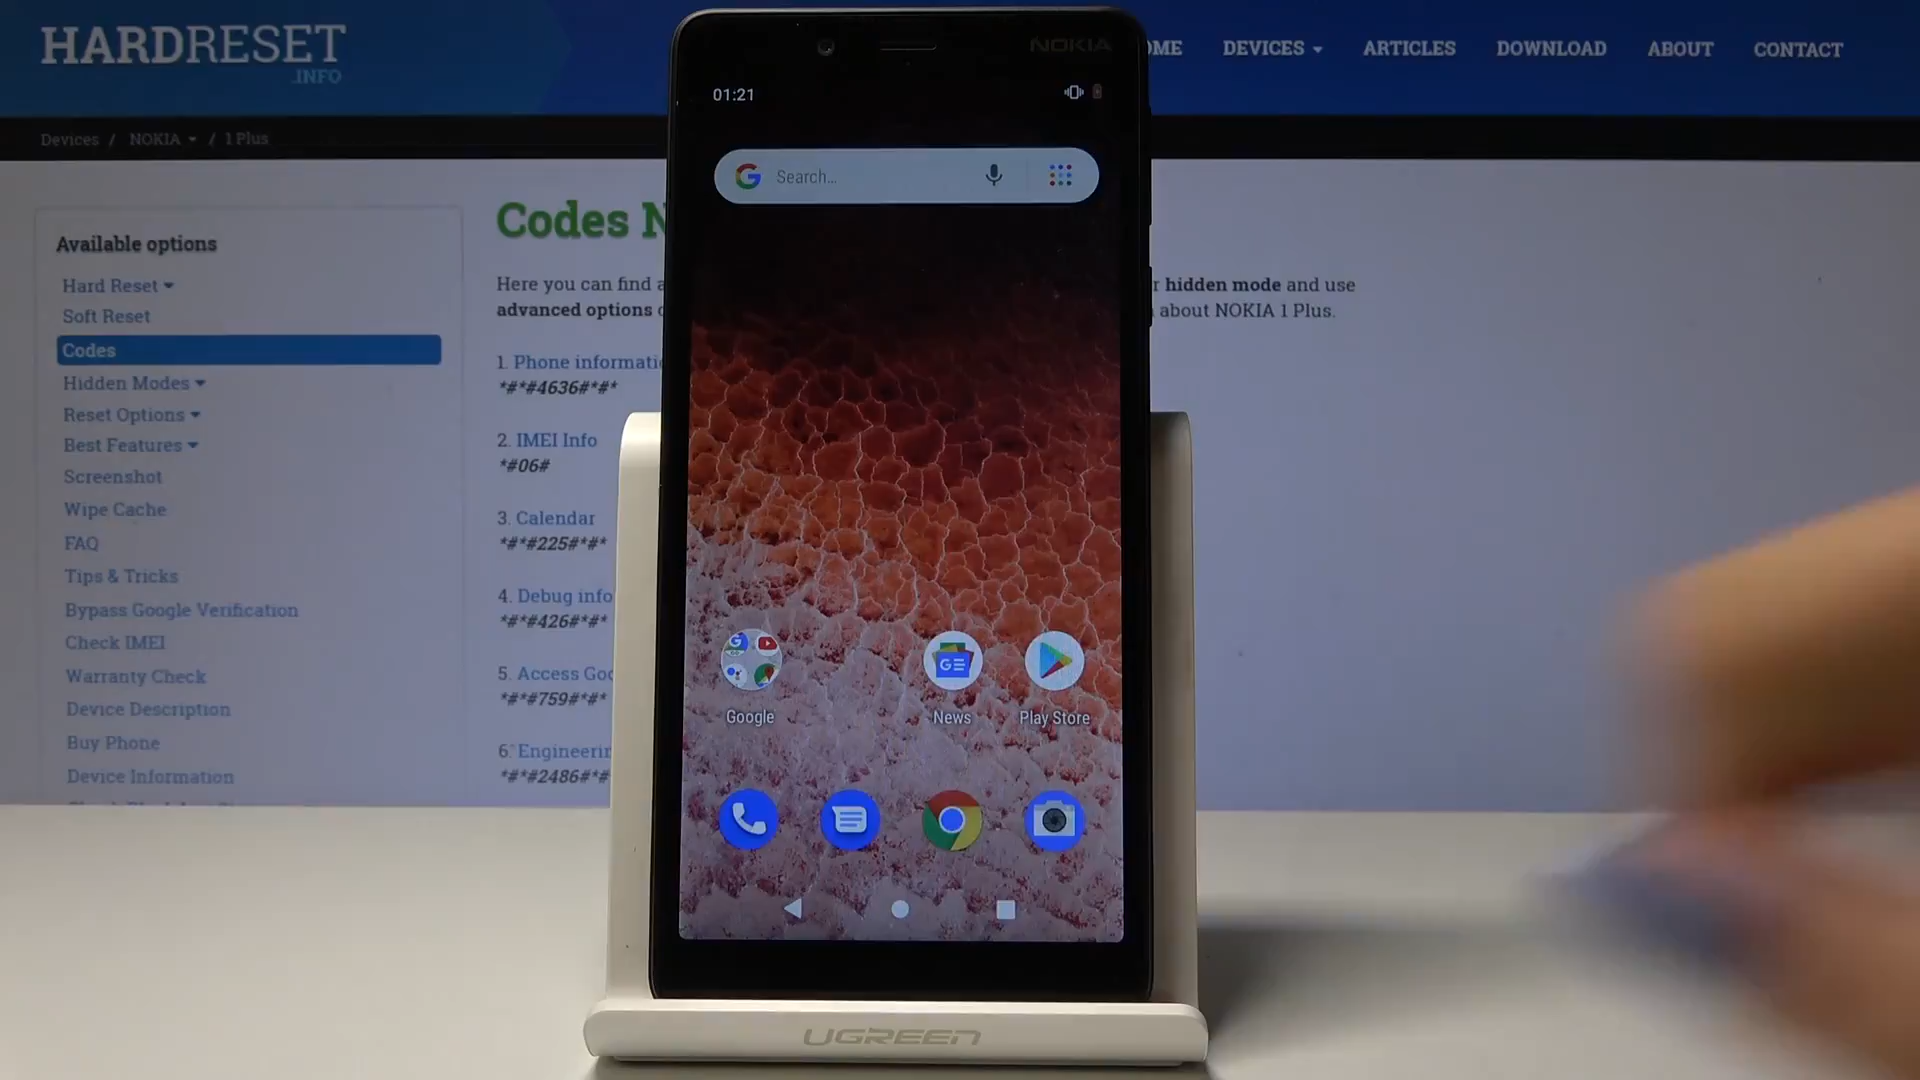 HARDRESET
.INFO
DEVICES
ARTICLES
DOWNLOAD
ABOUT
CONTACT
Devices / NOKIA / 1 Plus
Available options
Hard Reset
Soft Reset
Codes
Hidden Modes
Reset Options
Best Features
Screenshot
Wipe Cache
FAQ
Tips & Tricks
Bypass Google Verification
Check IMEI
Warranty Check
Device Description
Buy Phone
Device Information
Codes N
Here you can find a
advanced options
hidden mode and use
about NOKIA 1 Plus.
1. Phone informati
*#*#4636#*#*
2. IMEI Info
*#06#
3. Calendar
*#*#225#*#*
4. Debug info
*#*#426#*#*
5. Access Goo
*#*#759#*#*
6. Engineerin
*#*#2486#*#
NOKIA
01:21
Search...
Google
News
Play Store
UGREEN